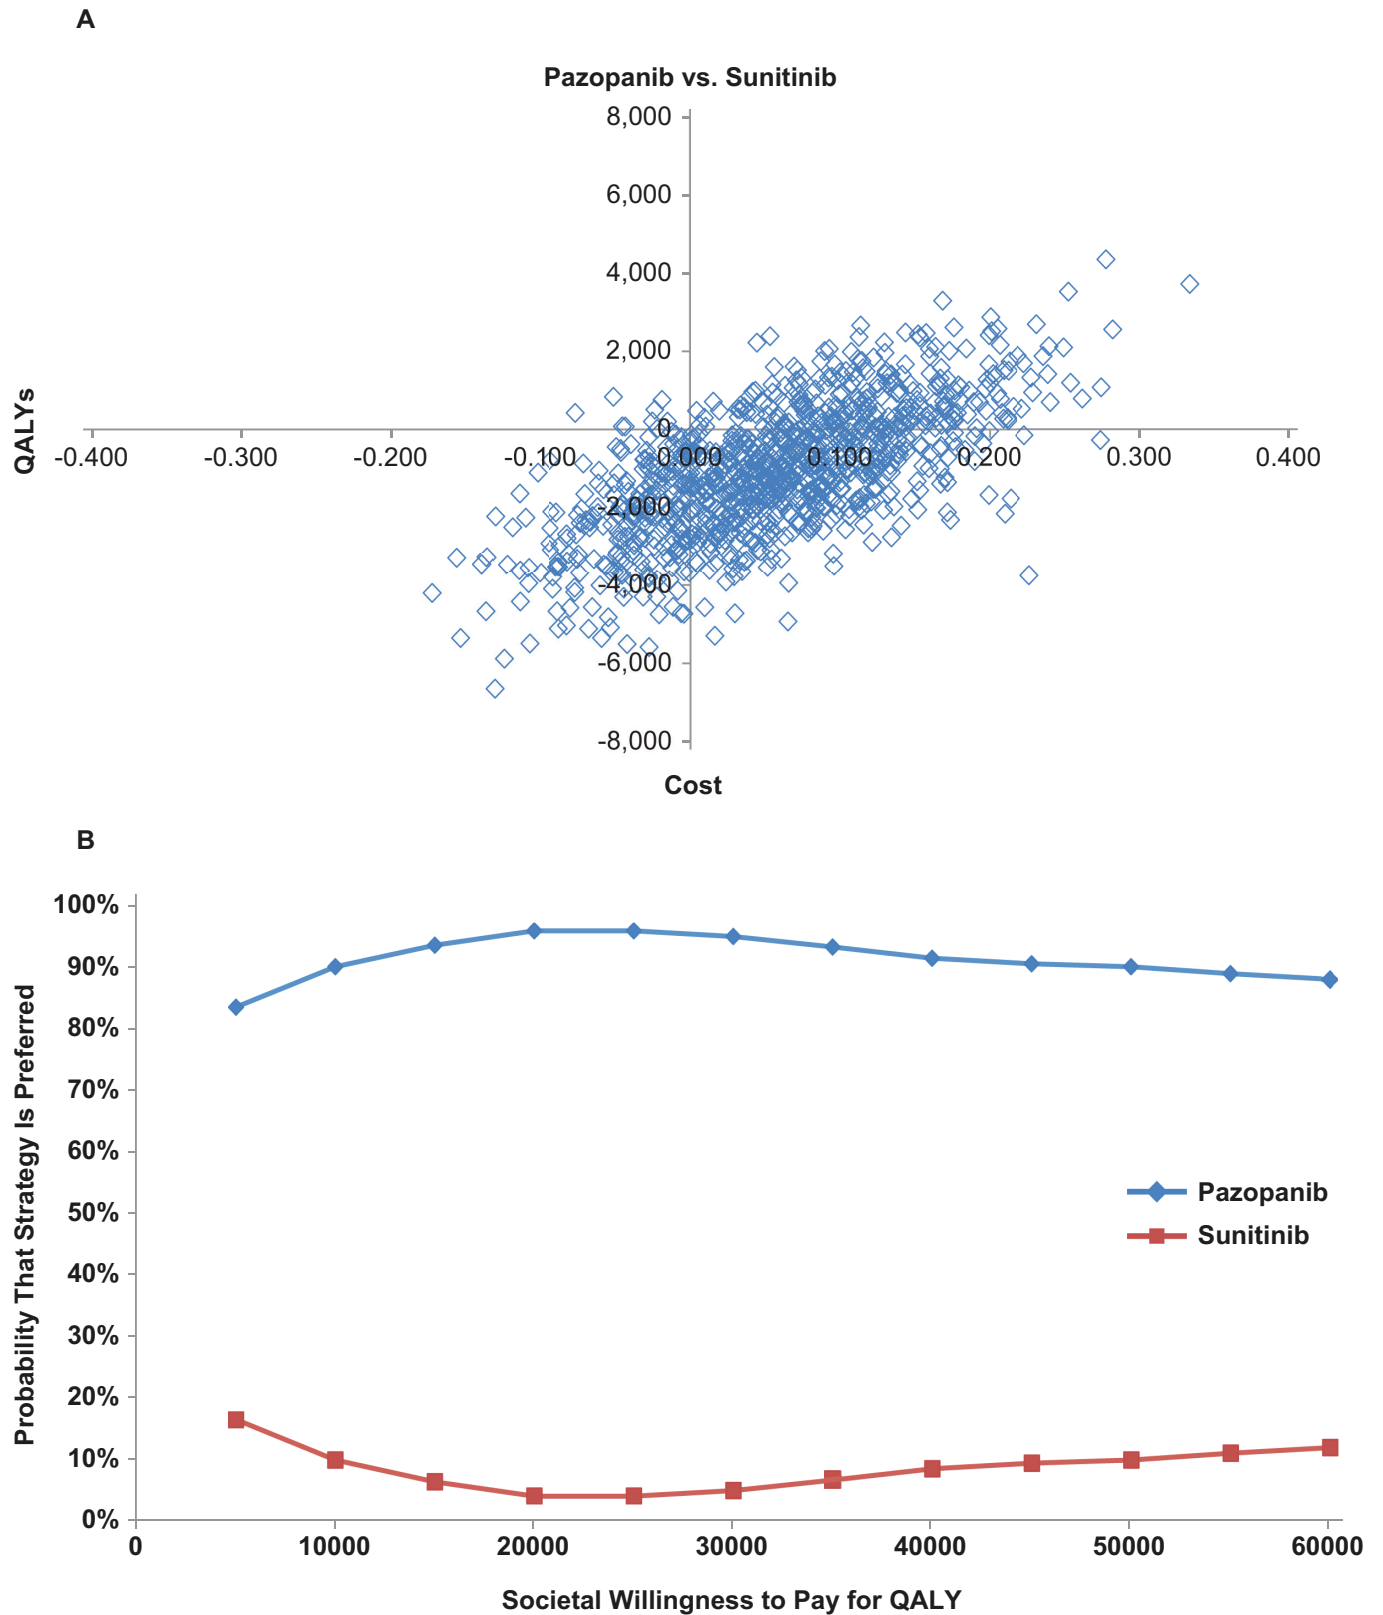 A
Pazopanib vs. Sunitinib
8,000
6,000
4,000
2,000
0
-0.400 -0.300 -0.200 -0.100 0.000 0.100 0.200 0.300 0.400
-2,000
-4,000
-6,000
-8,000
QALYs
Cost
B
100%
90%
80%
70%
60%
50%
40%
30%
20%
10%
0%
Probability That Strategy Is Preferred
Pazopanib
Sunitinib
0 10000 20000 30000 40000 50000 60000
Societal Willingness to Pay for QALY